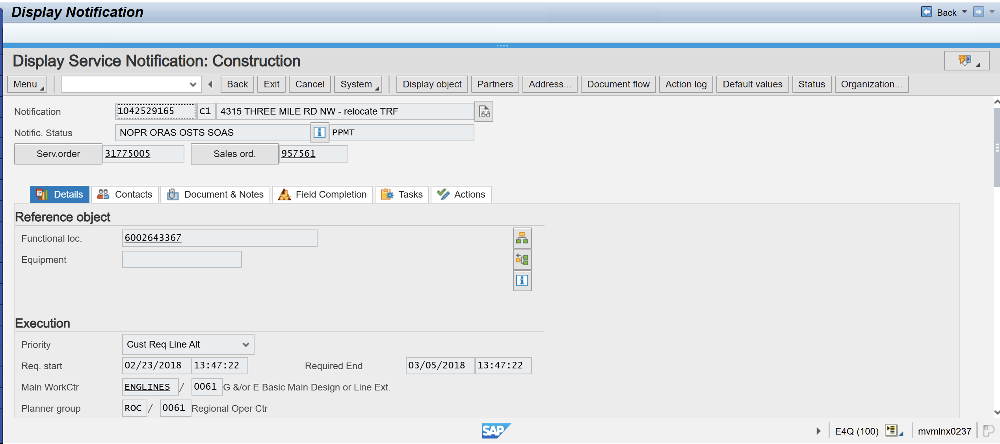 Display Notification
Back
Display Service Notification: Construction
Menu Back Exit Cancel System Display object Partners Address... Document flow Action log Default values Status Organization...
Notification 1042529165 C1 4315 THREE MILE RD NW - relocate TRF
Notific. Status NOPR ORAS OSTS SOAS PPMT
Serv.order 31775005 Sales ord. 957561
Details Contacts Document & Notes Field Completion Tasks Actions
Reference object
Functional loc. 6002643367
Equipment
Execution
Priority Cust Req Line Alt
Req. start 02/23/2018 13:47:22 Required End 03/05/2018 13:47:22
Main WorkCtr ENGLINES / 0061 G &/or E Basic Main Design or Line Ext.
Planner group ROC / 0061 Regional Oper Ctr
SAP E4Q (100) mvmlnx0237